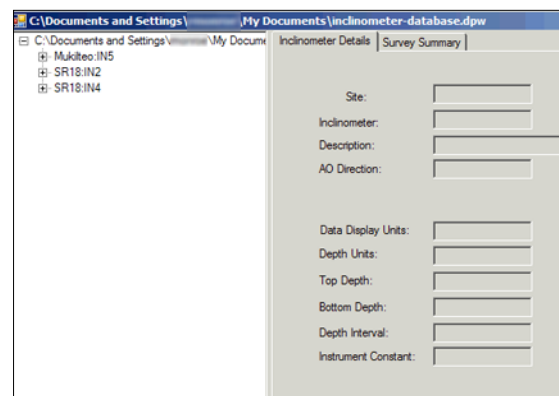 C:\Documents and Settings\ ,My Documents\inclinometer-database.dpw
C:\Documents and Settings\ \My Docume
Mukilteo:IN5
SR18:IN2
SR18:IN4
Inclinometer Details
Survey Summary
Site:
Inclinometer:
Description:
AO Direction:
Data Display Units:
Depth Units:
Top Depth:
Bottom Depth:
Depth Interval:
Instrument Constant: